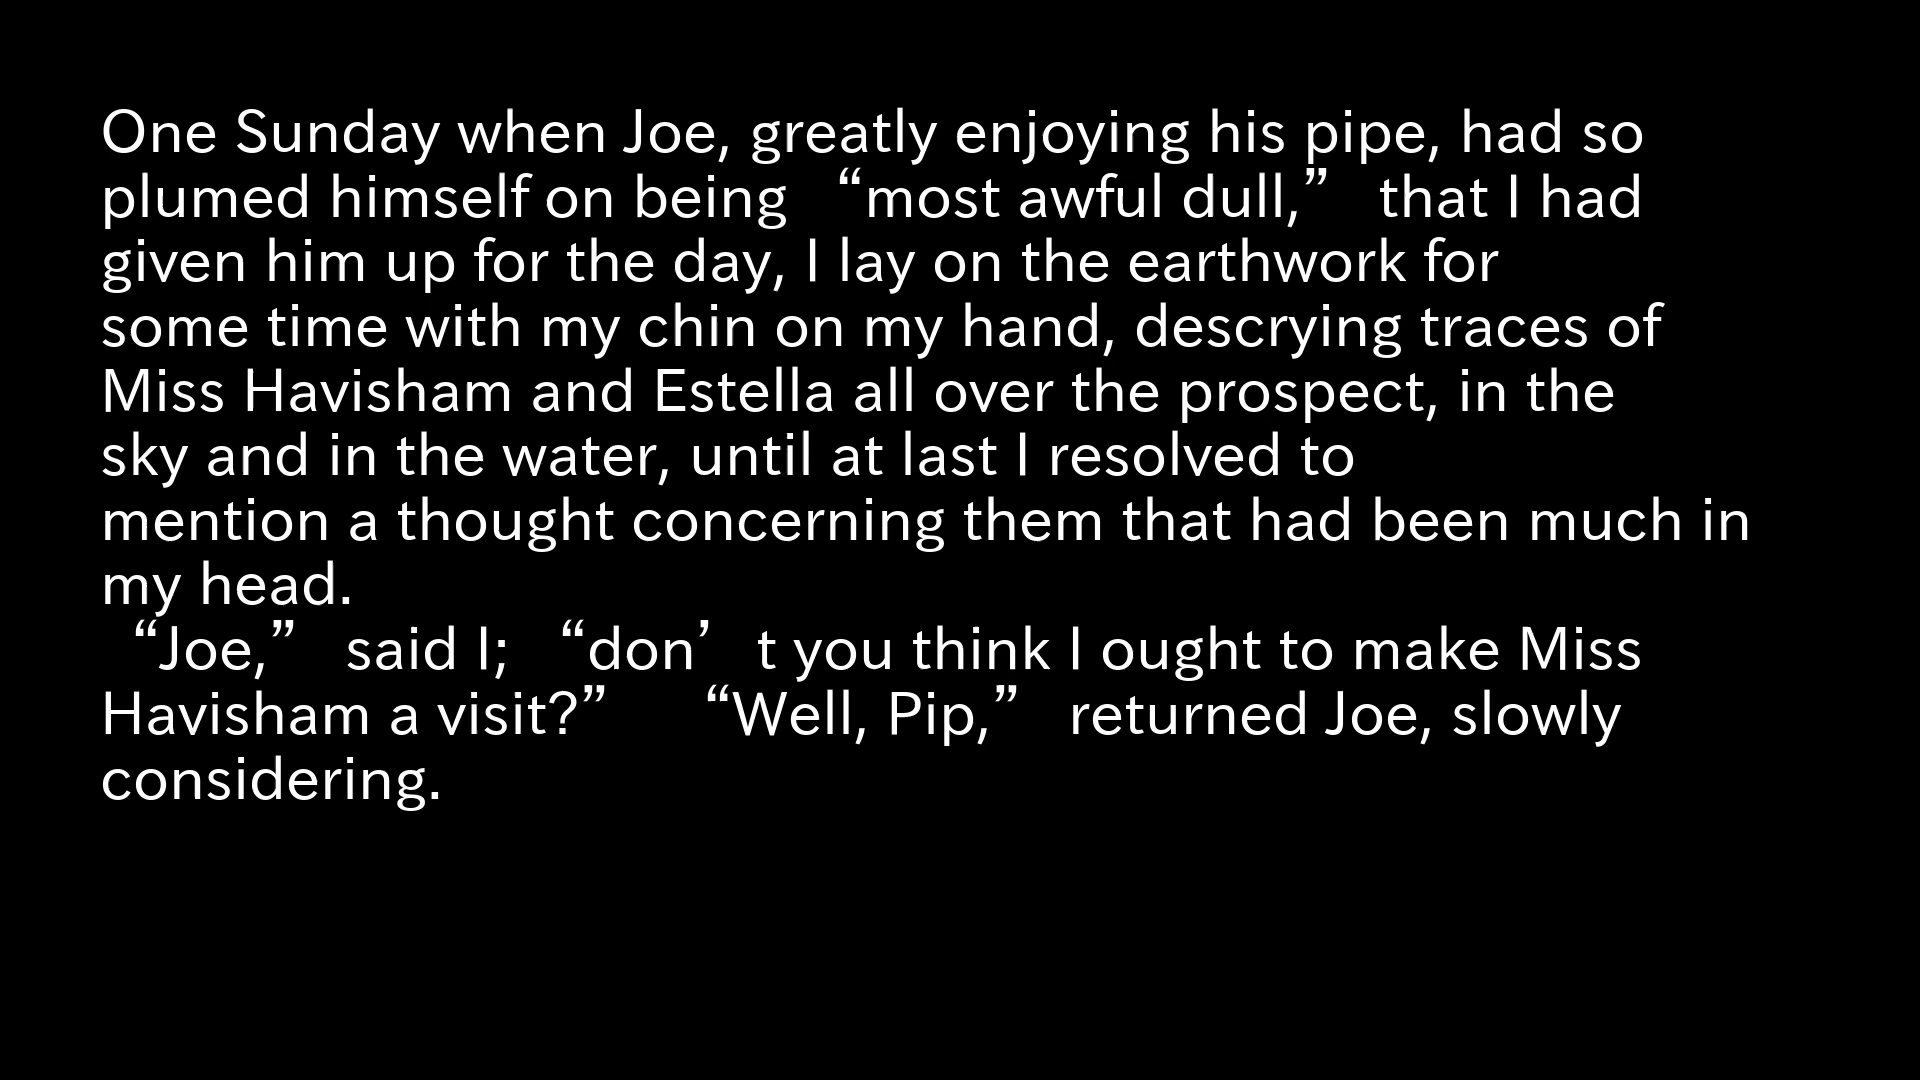 One Sunday when Joe, greatly enjoying his pipe, had so
plumed himself on being “most awful dull,” that I had
given him up for the day, I lay on the earthwork for
some time with my chin on my hand, descrying traces of
Miss Havisham and Estella all over the prospect, in the
sky and in the water, until at last I resolved to
mention a thought concerning them that had been much in
my head.
“Joe,” said I; “don’t you think I ought to make Miss
Havisham a visit?” “Well, Pip,” returned Joe, slowly
considering.